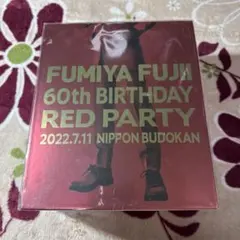 FUMIYA FUJII
60th BIRTHDAY
RED PARTY
2022.7.11 NIPPON BUDOKAN